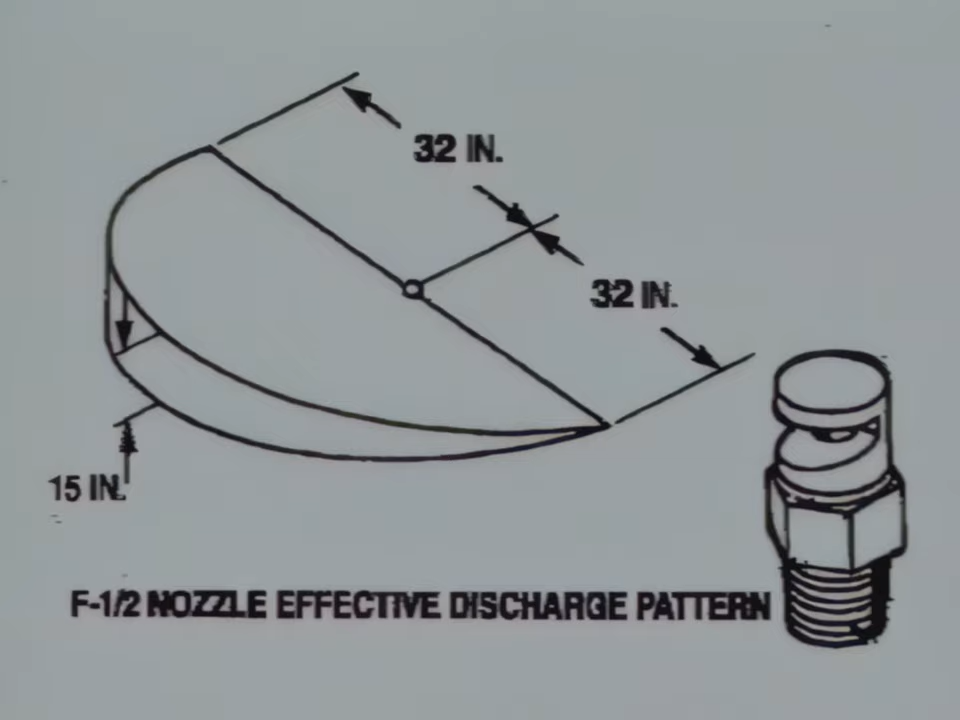 32 IN.
32 IN.
15 IN.
F-1/2 NOZZLE EFFECTIVE DISCHARGE PATTERN